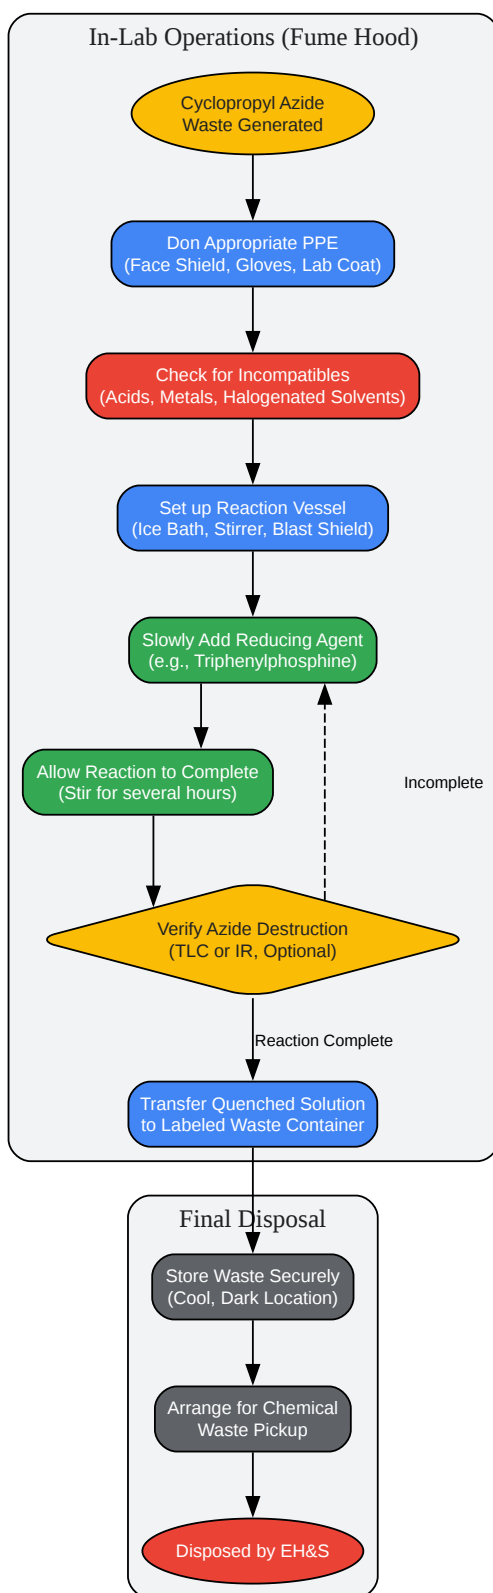 In-Lab Operations (Fume Hood)
Cyclopropyl Azide
Waste Generated
Don Appropriate PPE
(Face Shield, Gloves, Lab Coat)
Check for Incompatibles
(Acids, Metals, Halogenated Solvents)
Set up Reaction Vessel
(Ice Bath, Stirrer, Blast Shield)
Slowly Add Reducing Agent
(e.g., Triphenylphosphine)
Allow Reaction to Complete
(Stir for several hours)
Incomplete
Verify Azide Destruction
(TLC or IR, Optional)
Reaction Complete
Transfer Quenched Solution
to Labeled Waste Container
Final Disposal
Store Waste Securely
(Cool, Dark Location)
Arrange for Chemical
Waste Pickup
Disposed by EH&S